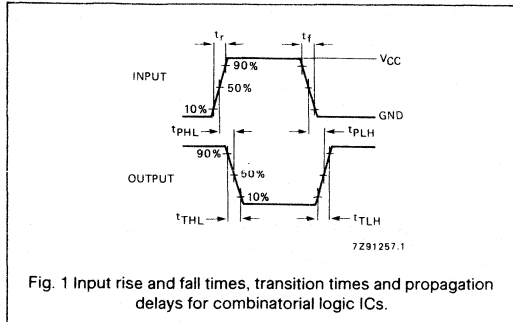 tr
tf
VCC
90%
INPUT
50%
10%
GND
tPHL
tPLH
90%
OUTPUT
50%
10%
tTHL
tTLH
7Z91257.1
Fig. 1 Input rise and fall times, transition times and propagation
delays for combinatorial logic ICs.